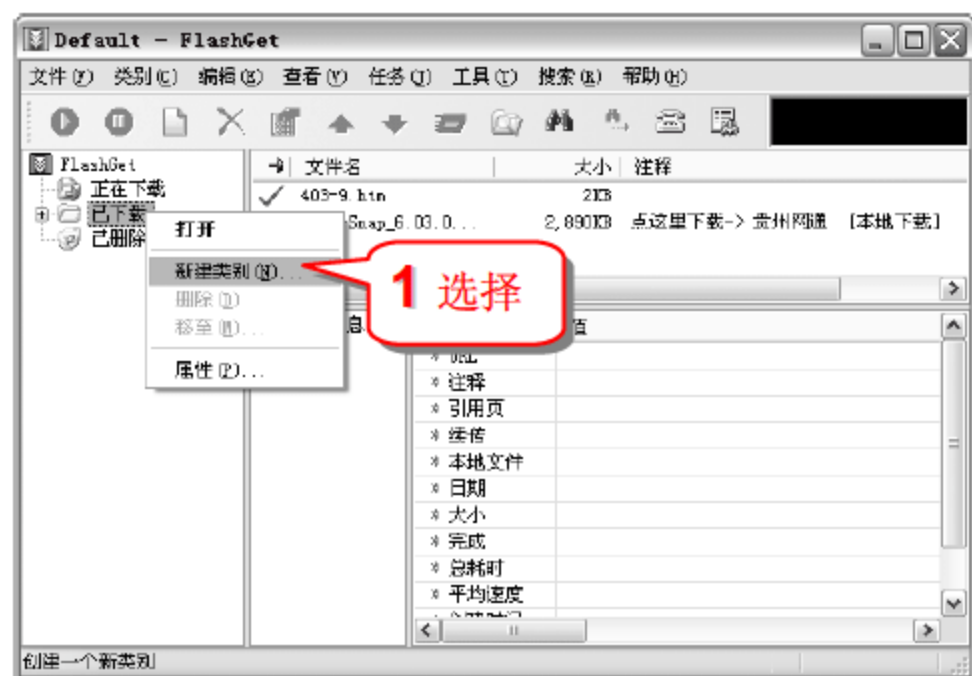 Default - FlashGet
文件(F) 类别(C) 编辑(E) 查看(V) 任务(J) 工具(T) 搜索(R) 帮助(H)
FlashGet
正在下载
已下载
已删除
文件名 大小 注释
403-9.htm 2KB
Snap_6.03.0... 2,890KB 点这里下载-> 贵州网通 [本地下载]
打开
新建类别(N)...
删除(D)
移至(M)...
属性(P)...
1 选择
息
值
URL
注释
引用页
续传
本地文件
日期
大小
完成
总耗时
平均速度
创建一个新类别